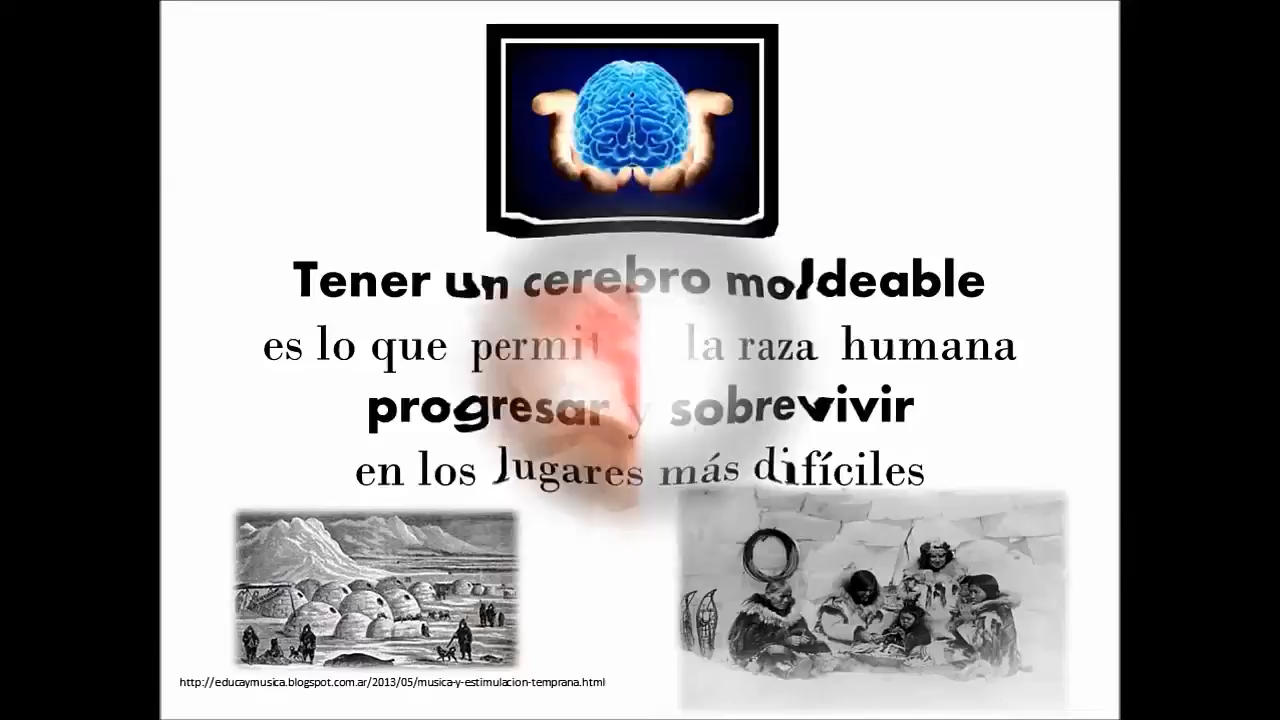 Tener un cerebro moldeable
es lo que permit la raza humana
progresar y sobrevivir
en los lugares más difíciles
http://educaymusica.blogspot.com.ar/2013/05/musica-y-estimulacion-temprana.html